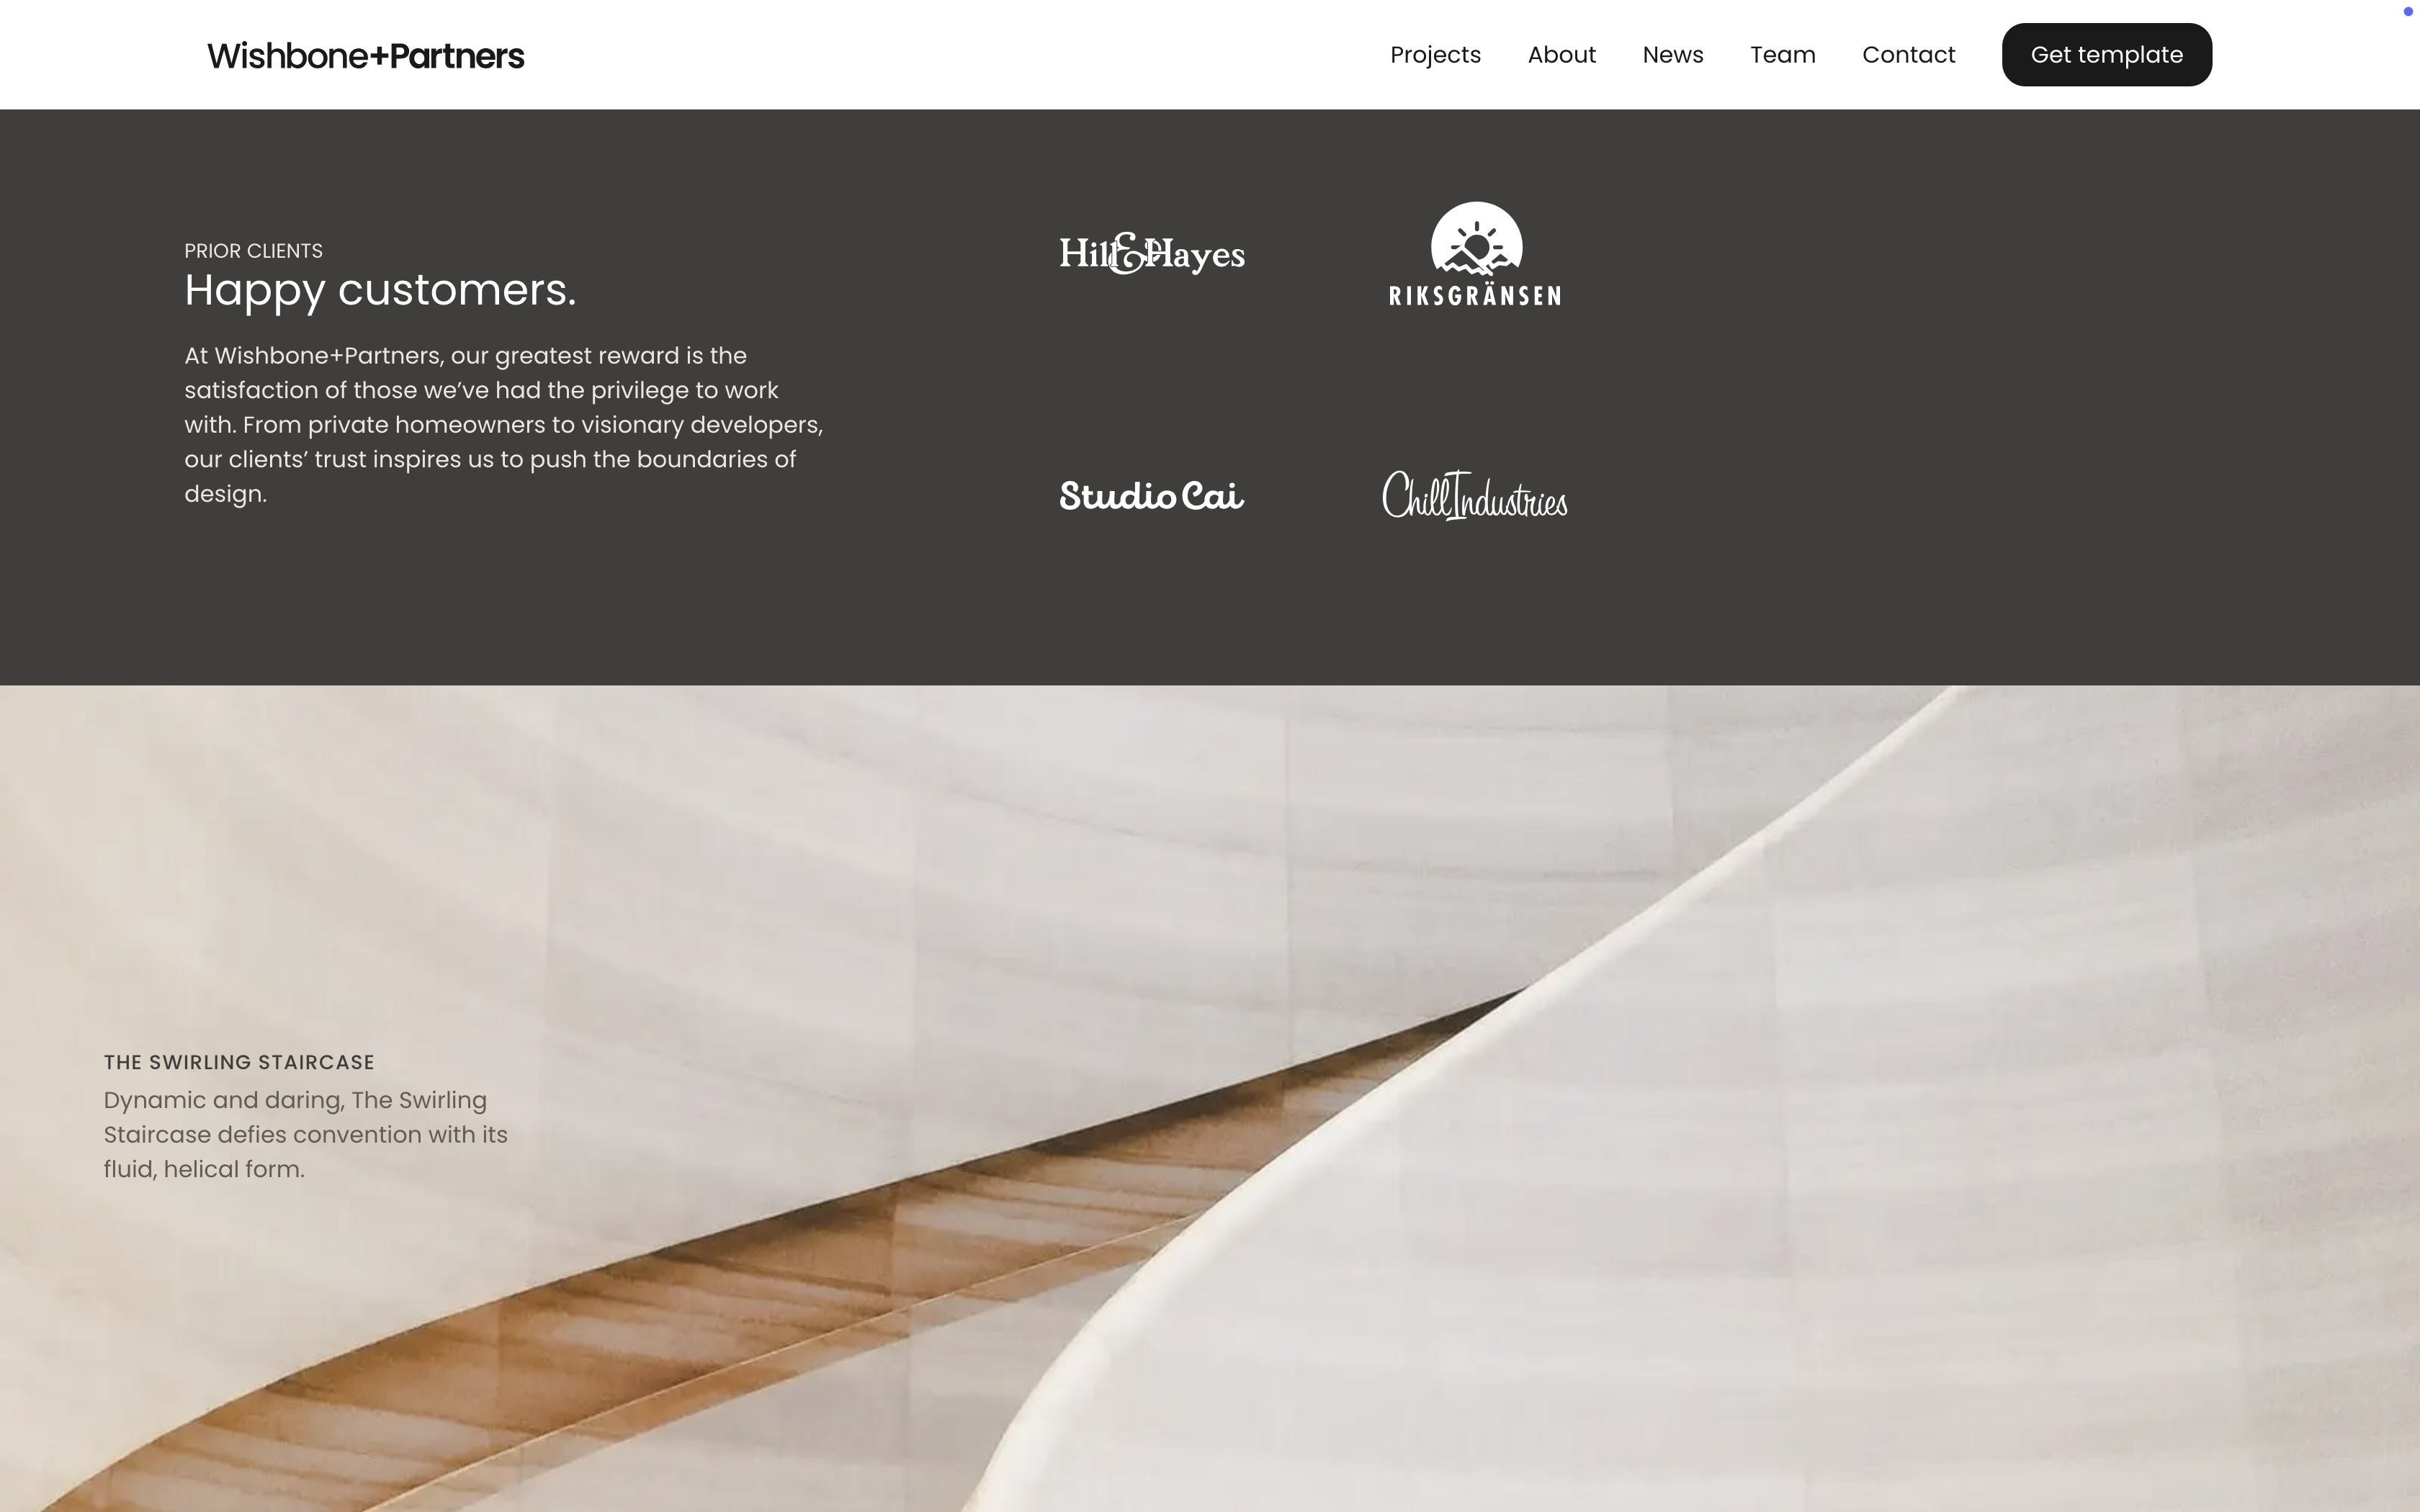 Wishbone+Partners
Projects
About
News
Team
Contact
Get template
PRIOR CLIENTS
Happy customers.
At Wishbone+Partners, our greatest reward is the
satisfaction of those we’ve had the privilege to work
with. From private homeowners to visionary developers,
our clients’ trust inspires us to push the boundaries of
design.
Hill&Hayes
RIKSGRÄNSEN
Studio Cai
Chill Industries
THE SWIRLING STAIRCASE
Dynamic and daring, The Swirling
Staircase defies convention with its
fluid, helical form.